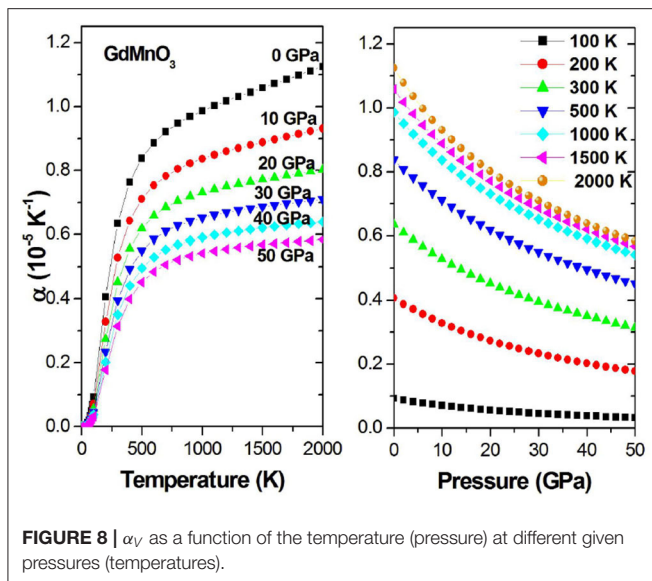 1.2
1.0
0.8
0.6
0.4
0.2
0.0
α (10⁻⁵ K⁻¹)
GdMnO₃
0 GPa
10 GPa
20 GPa
30 GPa
40 GPa
50 GPa
0 500 1000 1500 2000
Temperature (K)
1.2
1.0
0.8
0.6
0.4
0.2
0.0
100 K
200 K
300 K
500 K
1000 K
1500 K
2000 K
0 10 20 30 40 50
Pressure (GPa)
FIGURE 8 | αV as a function of the temperature (pressure) at different given
pressures (temperatures).